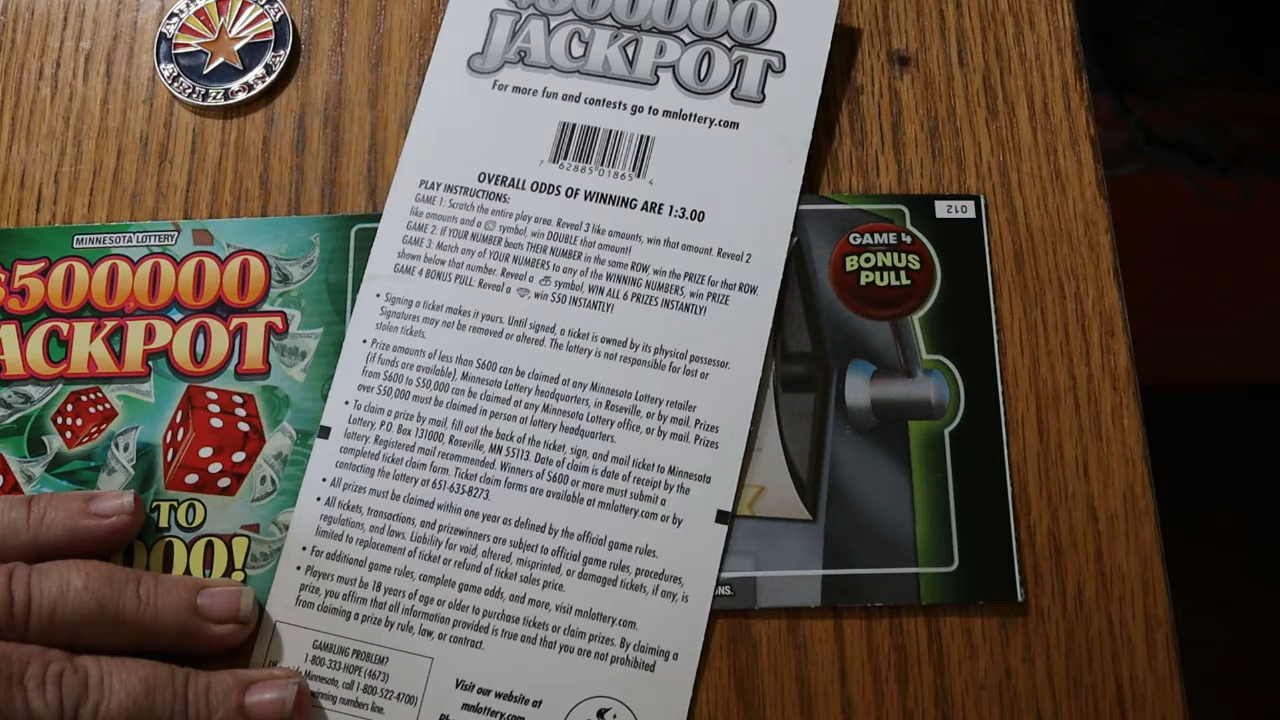 ARIZONA
$500000
JACKPOT
For more fun and contests go to mnlottery.com
7 62885 01865 4
OVERALL ODDS OF WINNING ARE 1:3.00
PLAY INSTRUCTIONS:
GAME 1: Scratch the entire play area. Reveal 3 like amounts, win that amount. Reveal 2
like amounts and a symbol, win DOUBLE that amount!
GAME 2: If YOUR NUMBER beats THEIR NUMBER in the same ROW, win the PRIZE for that ROW.
GAME 3: Match any of YOUR NUMBERS to any of the WINNING NUMBERS, win PRIZE
shown below that number. Reveal a symbol, WIN ALL 6 PRIZES INSTANTLY!
GAME 4 BONUS PULL: Reveal a , win $50 INSTANTLY!
• Signing a ticket makes it yours. Until signed, a ticket is owned by its physical possessor.
Signatures may not be removed or altered. The lottery is not responsible for lost or
stolen tickets.
• Prize amounts of less than $600 can be claimed at any Minnesota Lottery retailer
(if funds are available), Minnesota Lottery headquarters, in Roseville, or by mail. Prizes
from $600 to $50,000 can be claimed at any Minnesota Lottery office, or by mail. Prizes
over $50,000 must be claimed in person at lottery headquarters.
• To claim a prize by mail, fill out the back of the ticket, sign, and mail ticket to Minnesota
Lottery, P.O. Box 131000, Roseville, MN 55113. Date of claim is date of receipt by the
lottery. Registered mail recommended. Winners of $600 or more must submit a
completed ticket claim form. Ticket claim forms are available at mnlottery.com or by
contacting the lottery at 651-635-8273.
• All prizes must be claimed within one year as defined by the official game rules.
• All tickets, transactions, and prizewinners are subject to official game rules, procedures,
regulations, and laws. Liability for void, altered, misprinted, or damaged tickets, if any, is
limited to replacement of ticket or refund of ticket sales price.
• For additional game rules, complete game odds, and more, visit mnlottery.com.
• Players must be 18 years of age or older to purchase tickets or claim prizes. By claiming a
prize, you affirm that all information provided is true and that you are not prohibited
from claiming a prize by rule, law, or contract.
GAMBLING PROBLEM?
1-800-333-HOPE (4673)
Minnesota, call 1-800-522-4700)
winning numbers line.
Visit our website at
mnlottery.com
MINNESOTA LOTTERY
$500000
JACKPOT
TO
000!
012
GAME 4
BONUS
PULL
NS.